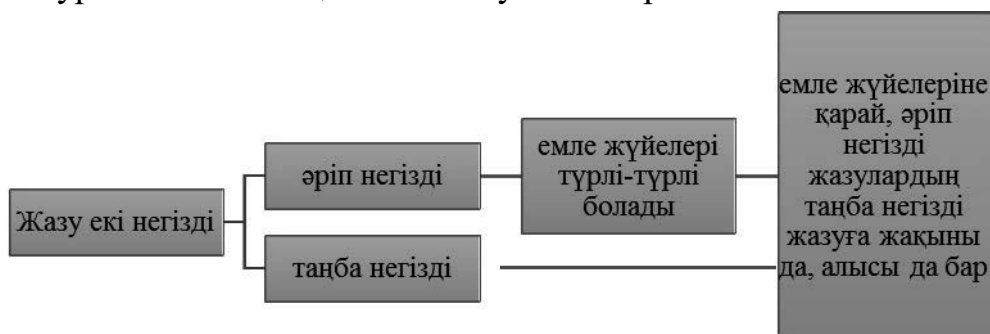 Жазу екі негізді
әріп негізді
таңба негізді
емле жүйелері
түрлі-түрлі
болады
емле жүйелеріне
қарай, әріп
негізді
жазулардың
таңба негізді
жазуға жақыны
да, алысы да бар